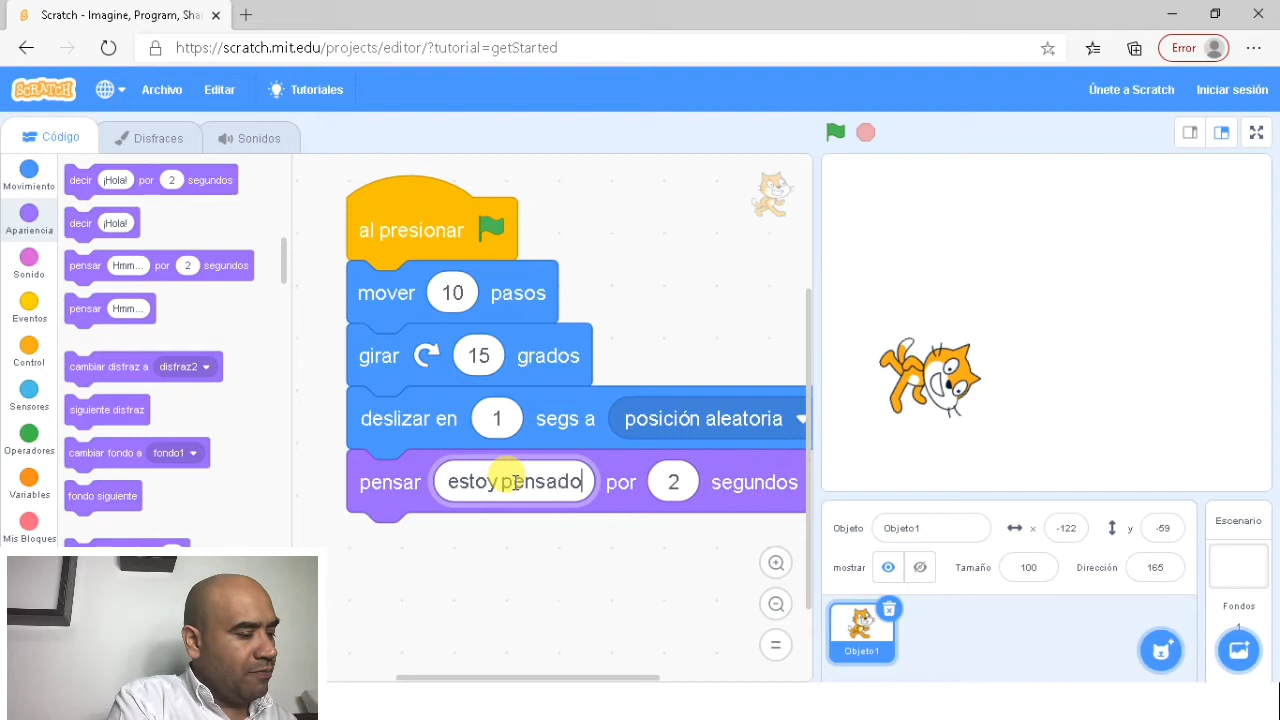 Scratch - Imagine, Program, Sha
https://scratch.mit.edu/projects/editor/?tutorial=getStarted
Error
SCRATCH
Archivo
Editar
Tutoriales
Únete a Scratch
Iniciar sesión
Código
Disfraces
Sonidos
Movimiento
Apariencia
Sonido
Eventos
Control
Sensores
Operadores
Variables
Mis Bloques
decir ¡Hola! por 2 segundos
decir ¡Hola!
pensar Hmm... por 2 segundos
pensar Hmm...
cambiar disfraz a disfraz2
siguiente disfraz
cambiar fondo a fondo1
fondo siguiente
al presionar
mover 10 pasos
girar 15 grados
deslizar en 1 segs a posición aleatoria
pensar estoy pensado por 2 segundos
Objeto Objeto1 x -122 y -59
mostrar Tamaño 100 Dirección 165
Objeto1
Escenario
Fondos
1